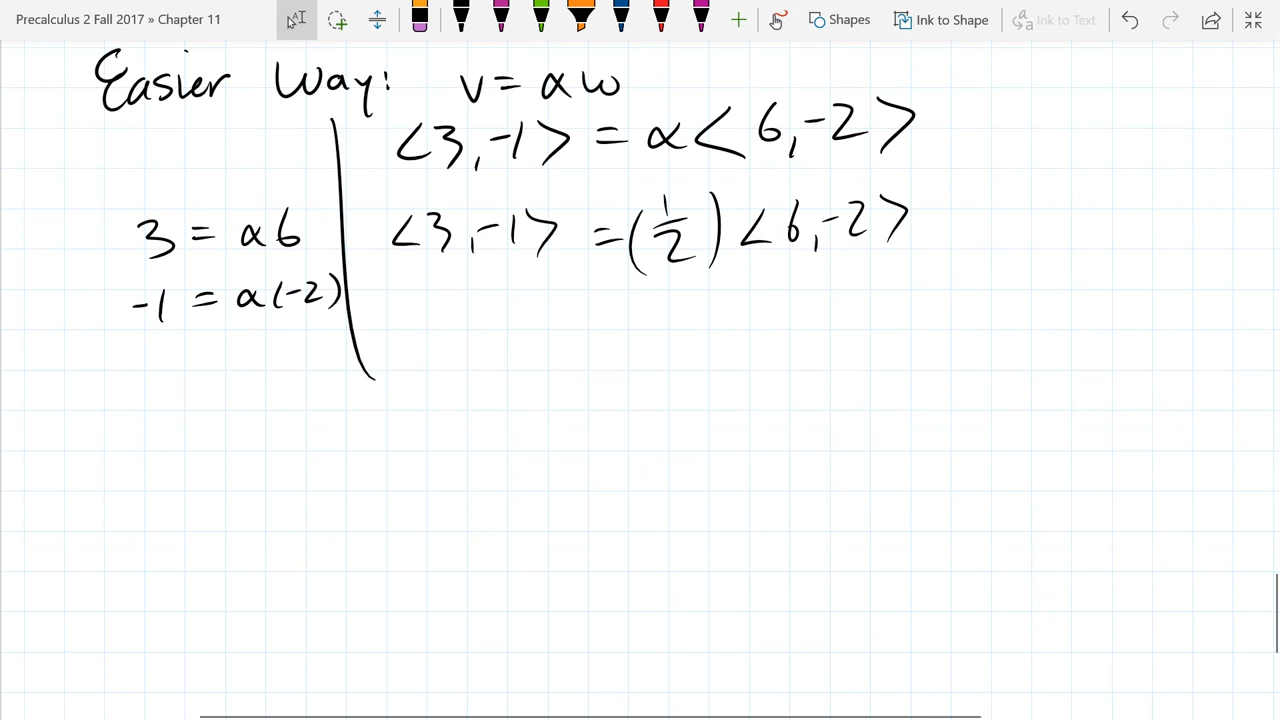 Precalculus 2 Fall 2017 » Chapter 11
Shapes
Ink to Shape
Ink to Text
Easier Way: v = αw
<3, -1> = α<6, -2>
3 = α6
<3, -1> = (1/2) <6, -2>
-1 = α(-2)